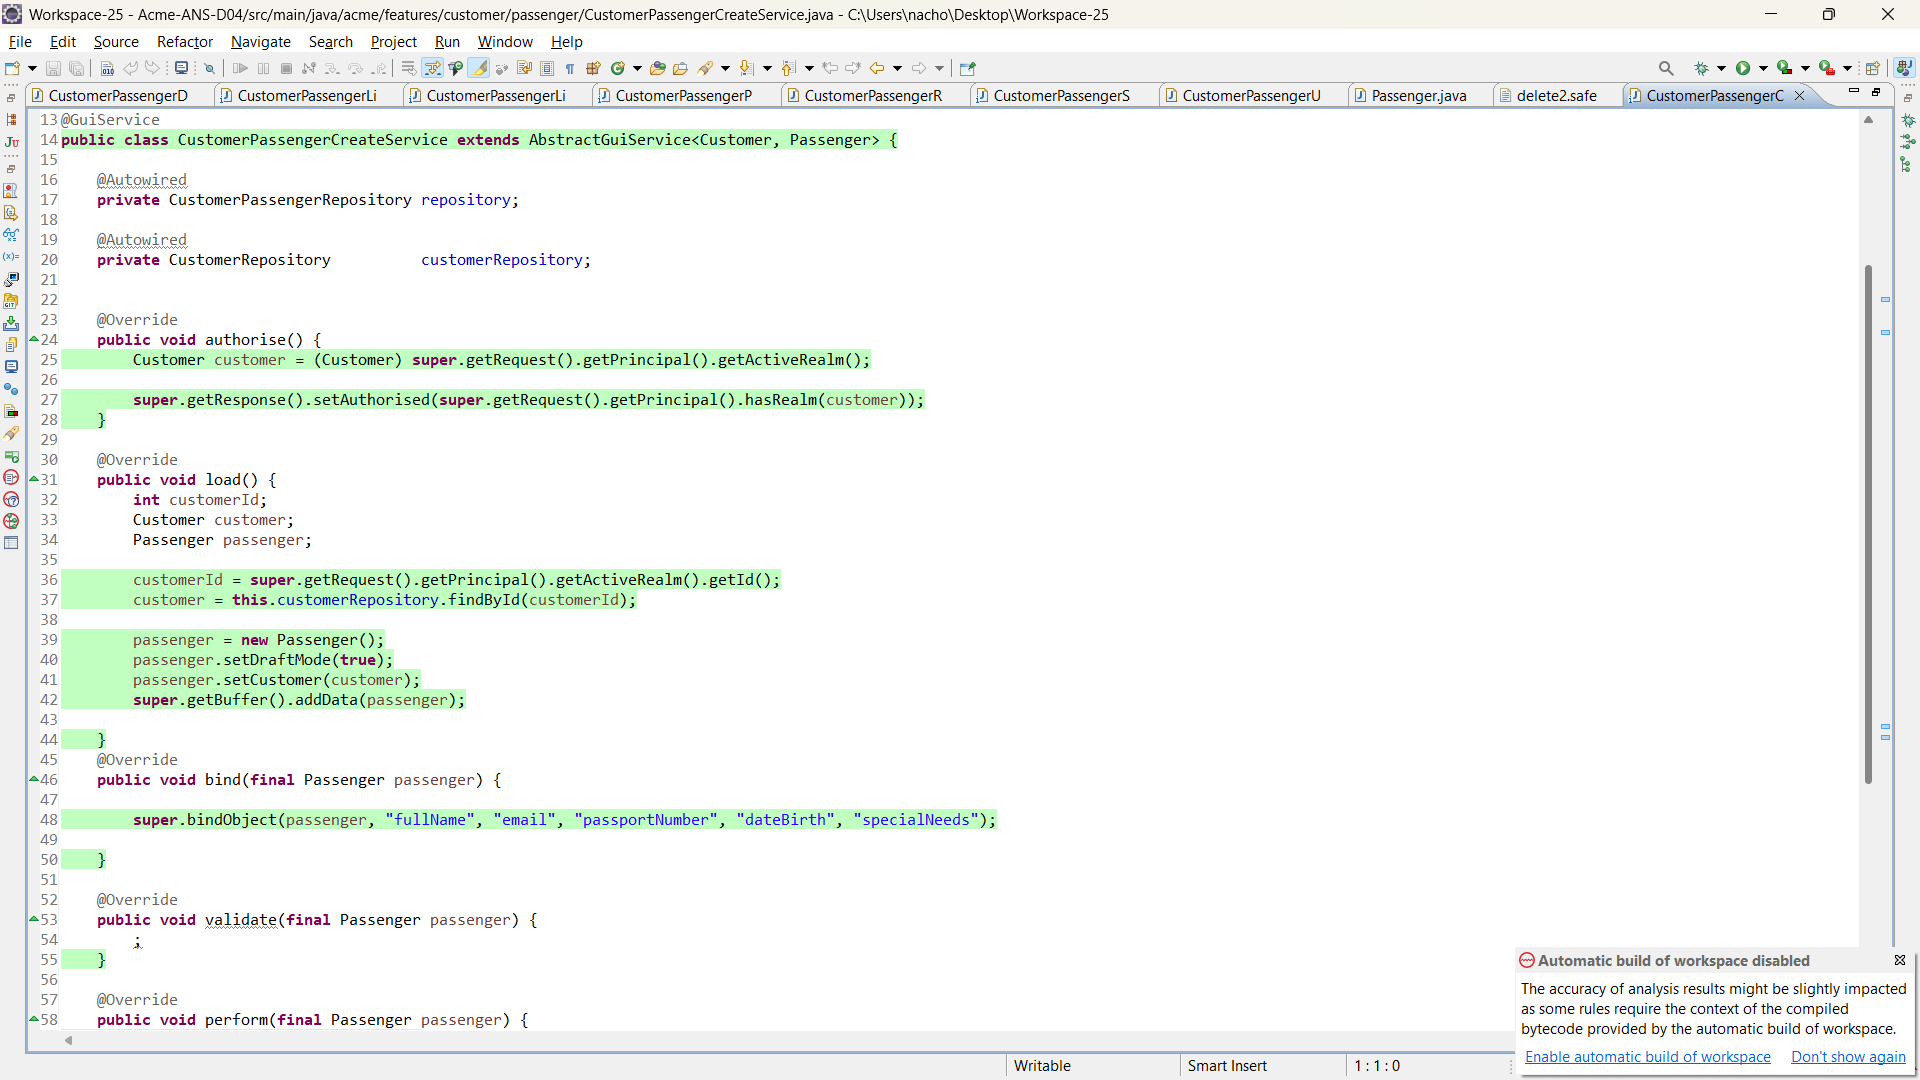 Workspace-25 - Acme-ANS-D04/src/main/java/acme/features/customer/passenger/CustomerPassengerCreateService.java - C:\Users\nacho\Desktop\Workspace-25
File Edit Source Refactor Navigate Search Project Run Window Help
CustomerPassengerD CustomerPassengerLi CustomerPassengerLi CustomerPassengerP CustomerPassengerR CustomerPassengerS CustomerPassengerU Passenger.java delete2.safe CustomerPassengerC
13 @GuiService
14 public class CustomerPassengerCreateService extends AbstractGuiService<Customer, Passenger> {
15
16     @Autowired
17     private CustomerPassengerRepository repository;
18
19     @Autowired
20     private CustomerRepository          customerRepository;
21
22
23     @Override
24     public void authorise() {
25         Customer customer = (Customer) super.getRequest().getPrincipal().getActiveRealm();
26
27         super.getResponse().setAuthorised(super.getRequest().getPrincipal().hasRealm(customer));
28     }
29
30     @Override
31     public void load() {
32         int customerId;
33         Customer customer;
34         Passenger passenger;
35
36         customerId = super.getRequest().getPrincipal().getActiveRealm().getId();
37         customer = this.customerRepository.findById(customerId);
38
39         passenger = new Passenger();
40         passenger.setDraftMode(true);
41         passenger.setCustomer(customer);
42         super.getBuffer().addData(passenger);
43
44     }
45     @Override
46     public void bind(final Passenger passenger) {
47
48         super.bindObject(passenger, "fullName", "email", "passportNumber", "dateBirth", "specialNeeds");
49
50     }
51
52     @Override
53     public void validate(final Passenger passenger) {
54         ;
55     }
56
57     @Override
58     public void perform(final Passenger passenger) {
Automatic build of workspace disabled
The accuracy of analysis results might be slightly impacted
as some rules require the context of the compiled
bytecode provided by the automatic build of workspace.
Enable automatic build of workspace Don't show again
Writable Smart Insert 1 : 1 : 0